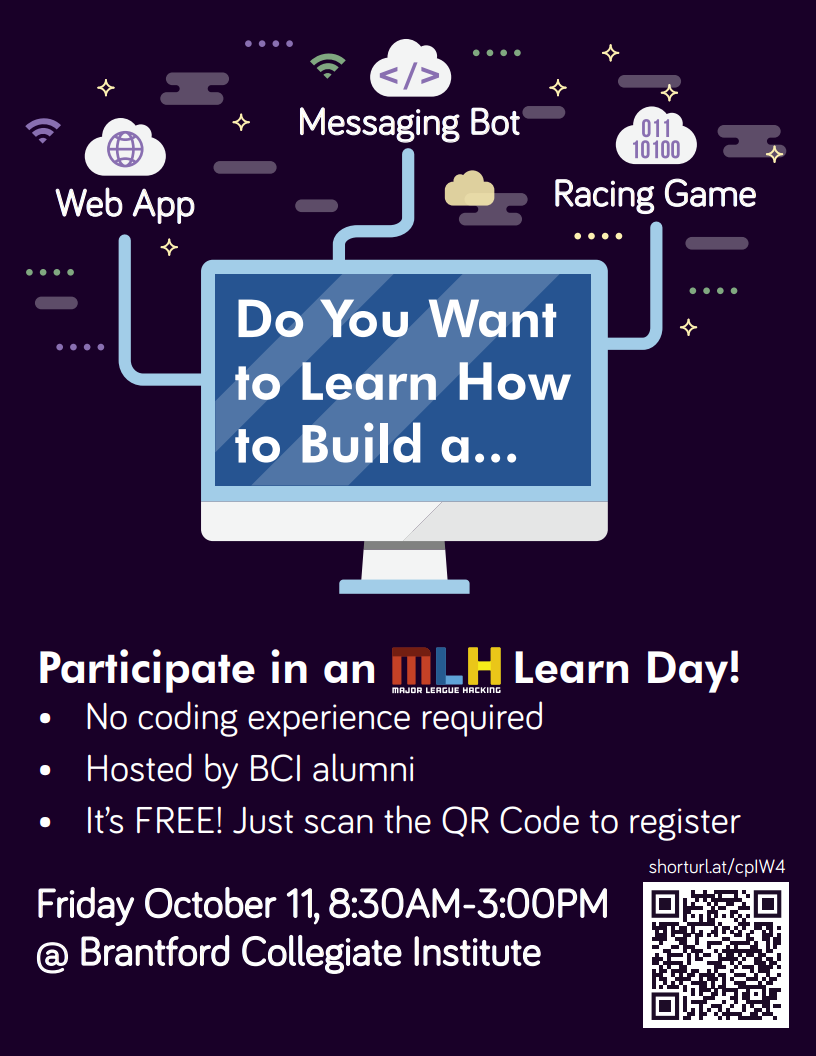 </>
Messaging Bot
011
10100
Racing Game
Web App
Do You Want
to Learn How
to Build a...
Participate in an MLH Learn Day!
MAJOR LEAGUE HACKING
• No coding experience required
• Hosted by BCI alumni
• It's FREE! Just scan the QR Code to register
shorturl.at/cpIW4
Friday October 11, 8:30AM-3:00PM
@ Brantford Collegiate Institute